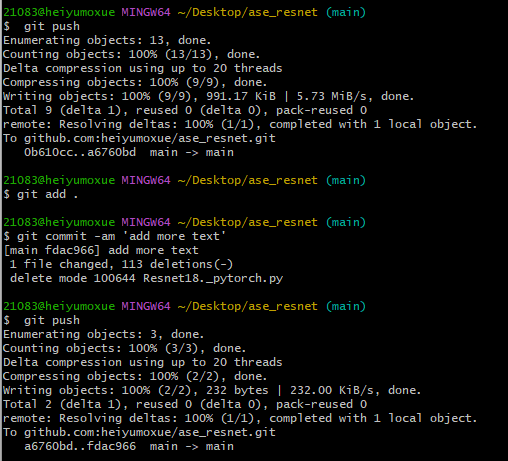 21083@heiyumoxue MINGW64 ~/Desktop/ase_resnet (main)
$  git push
Enumerating objects: 13, done.
Counting objects: 100% (13/13), done.
Delta compression using up to 20 threads
Compressing objects: 100% (9/9), done.
Writing objects: 100% (9/9), 991.17 KiB | 5.73 MiB/s, done.
Total 9 (delta 1), reused 0 (delta 0), pack-reused 0
remote: Resolving deltas: 100% (1/1), completed with 1 local object.
To github.com:heiyumoxue/ase_resnet.git
   0b610cc..a6760bd  main -> main
21083@heiyumoxue MINGW64 ~/Desktop/ase_resnet (main)
$ git add .
21083@heiyumoxue MINGW64 ~/Desktop/ase_resnet (main)
$ git commit -am 'add more text'
[main fdac966] add more text
 1 file changed, 113 deletions(-)
 delete mode 100644 Resnet18._pytorch.py
21083@heiyumoxue MINGW64 ~/Desktop/ase_resnet (main)
$  git push
Enumerating objects: 3, done.
Counting objects: 100% (3/3), done.
Delta compression using up to 20 threads
Compressing objects: 100% (2/2), done.
Writing objects: 100% (2/2), 232 bytes | 232.00 KiB/s, done.
Total 2 (delta 1), reused 0 (delta 0), pack-reused 0
remote: Resolving deltas: 100% (1/1), completed with 1 local object.
To github.com:heiyumoxue/ase_resnet.git
   a6760bd..fdac966  main -> main